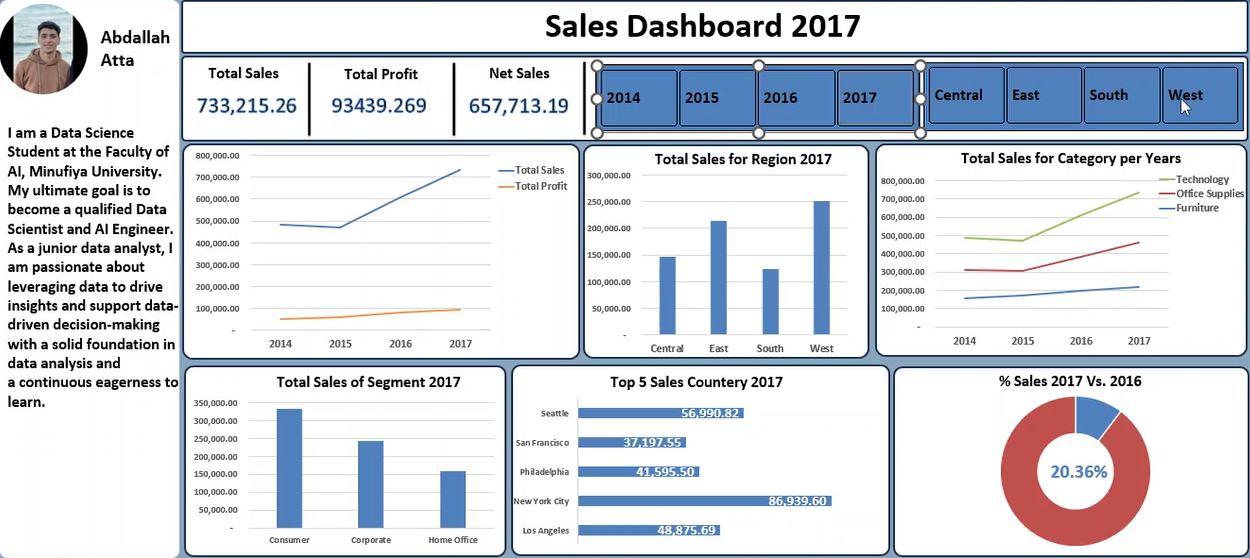 Abdallah
Atta
I am a Data Science
Student at the Faculty of
AI, Minufiya University.
My ultimate goal is to
become a qualified Data
Scientist and AI Engineer.
As a junior data analyst, I
am passionate about
leveraging data to drive
insights and support data-
driven decision-making
with a solid foundation in
data analysis and
a continuous eagerness to
learn.
Sales Dashboard 2017
Total Sales
733,215.26
Total Profit
93439.269
Net Sales
657,713.19
2014
2015
2016
2017
Central
East
South
West
800,000.00
700,000.00
600,000.00
500,000.00
400,000.00
300,000.00
200,000.00
100,000.00
-
2014
2015
2016
2017
Total Sales
Total Profit
Total Sales for Region 2017
300,000.00
250,000.00
200,000.00
150,000.00
100,000.00
50,000.00
-
Central
East
South
West
Total Sales for Category per Years
800,000.00
700,000.00
600,000.00
500,000.00
400,000.00
300,000.00
200,000.00
100,000.00
-
2014
2015
2016
2017
Technology
Office Supplies
Furniture
Total Sales of Segment 2017
350,000.00
300,000.00
250,000.00
200,000.00
150,000.00
100,000.00
50,000.00
-
Consumer
Corporate
Home Office
Top 5 Sales Countery 2017
Seattle 56,990.82
San Francisco 37,197.55
Philadelphia 41,595.50
New York City 86,939.60
Los Angeles 48,875.69
% Sales 2017 Vs. 2016
20.36%